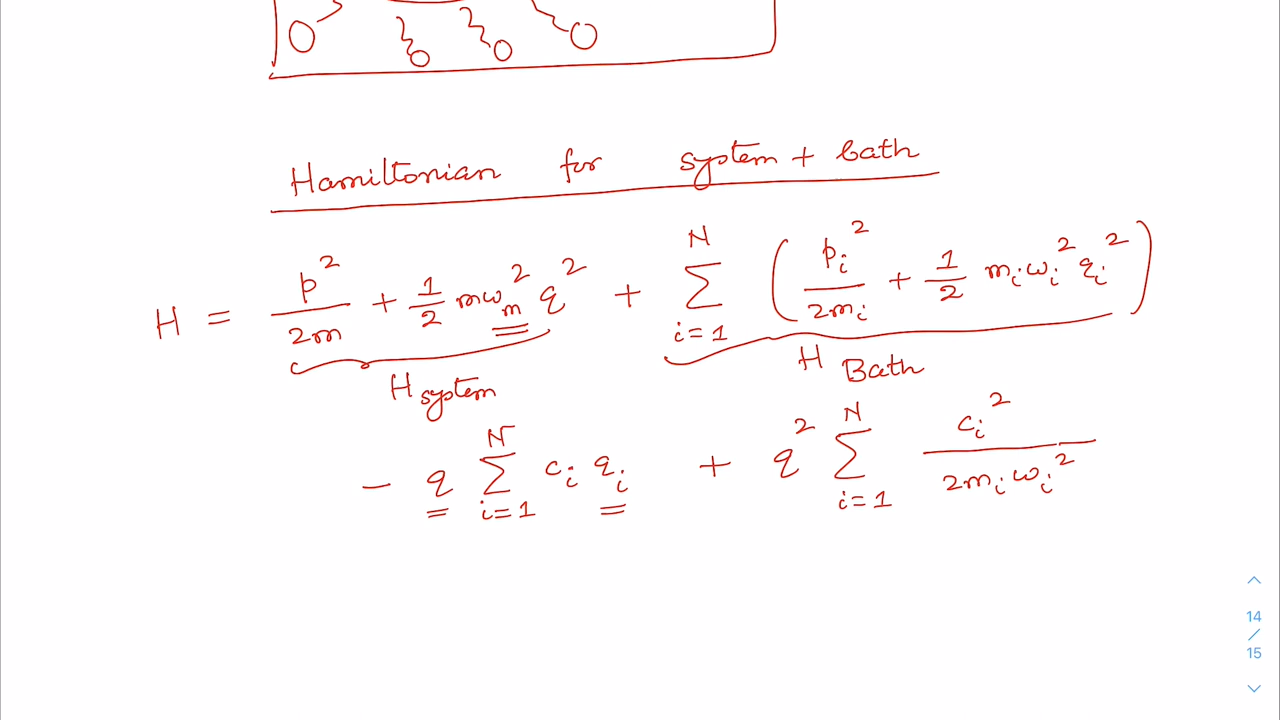 Hamiltonian for system + bath
H = p²/2m + 1/2 mω_m² q² + Σ_{i=1}^{N} ( p_i²/2m_i + 1/2 m_i ω_i² q_i² )
H system H Bath
- q Σ_{i=1}^{N} c_i q_i + q² Σ_{i=1}^{N} c_i²/2m_i ω_i²
14
/
15